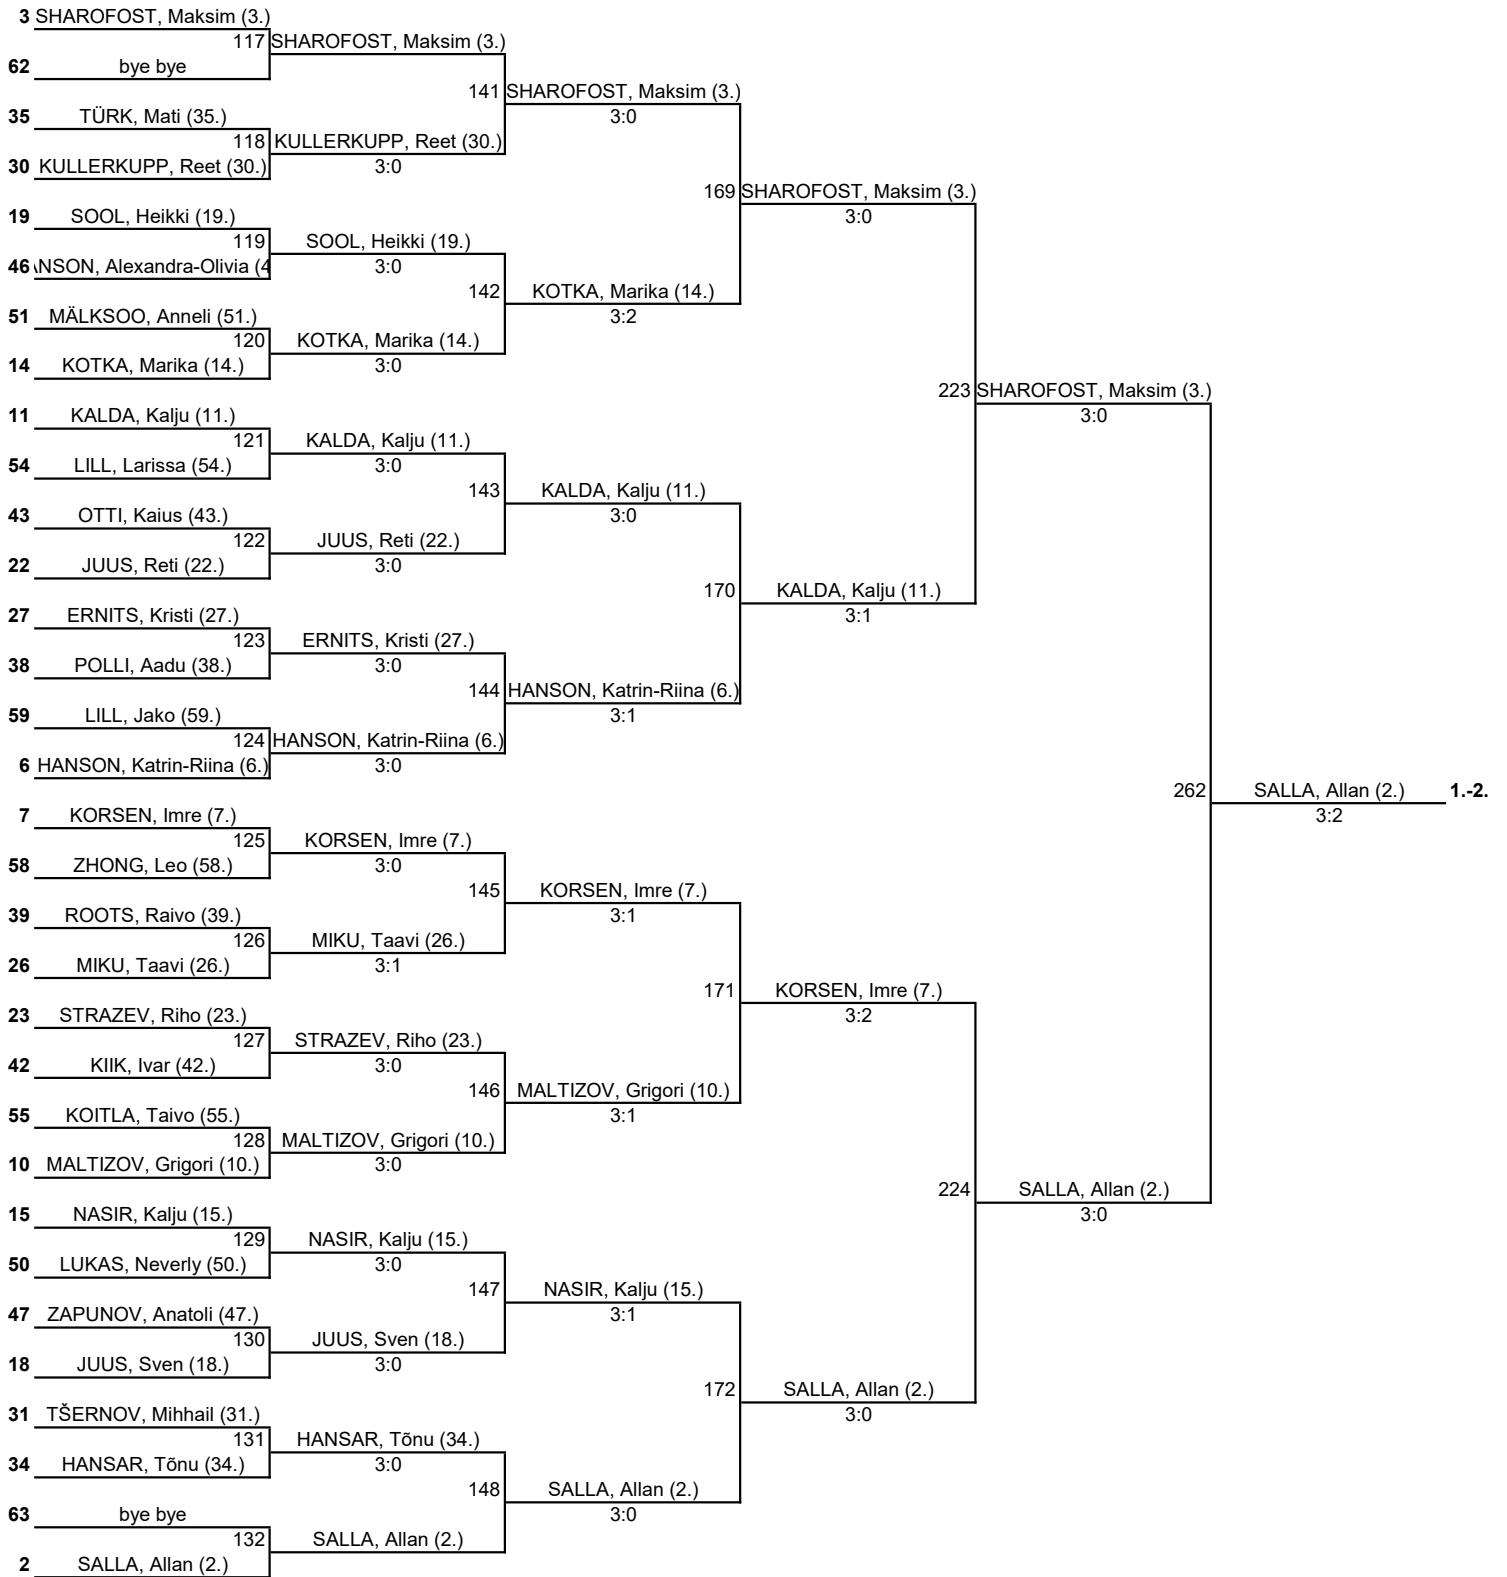 3 SHAROFOST, Maksim (3.)
117 SHAROFOST, Maksim (3.)
62 bye bye
141 SHAROFOST, Maksim (3.)
3:0
35 TÜRK, Mati (35.)
118 KULLERKUPP, Reet (30.)
3:0
30 KULLERKUPP, Reet (30.)
169 SHAROFOST, Maksim (3.)
3:0
19 SOOL, Heikki (19.)
119 SOOL, Heikki (19.)
3:0
46 NSON, Alexandra-Olivia (4
142 KOTKA, Marika (14.)
3:2
51 MÄLKSOO, Anneli (51.)
120 KOTKA, Marika (14.)
3:0
14 KOTKA, Marika (14.)
223 SHAROFOST, Maksim (3.)
3:0
11 KALDA, Kalju (11.)
121 KALDA, Kalju (11.)
3:0
54 LILL, Larissa (54.)
143 KALDA, Kalju (11.)
3:0
43 OTTI, Kaius (43.)
122 JUUS, Reti (22.)
3:0
22 JUUS, Reti (22.)
170 KALDA, Kalju (11.)
3:1
27 ERNITS, Kristi (27.)
123 ERNITS, Kristi (27.)
3:0
38 POLLI, Aadu (38.)
144 HANSON, Katrin-Riina (6.)
3:1
59 LILL, Jako (59.)
124 HANSON, Katrin-Riina (6.)
3:0
6 HANSON, Katrin-Riina (6.)
262 SALLA, Allan (2.) 1.-2.
3:2
7 KORSEN, Imre (7.)
125 KORSEN, Imre (7.)
3:0
58 ZHONG, Leo (58.)
145 KORSEN, Imre (7.)
3:1
39 ROOTS, Raivo (39.)
126 MIKU, Taavi (26.)
3:1
26 MIKU, Taavi (26.)
171 KORSEN, Imre (7.)
3:2
23 STRAZEV, Riho (23.)
127 STRAZEV, Riho (23.)
3:0
42 KIIK, Ivar (42.)
146 MALTIZOV, Grigori (10.)
3:1
55 KOITLA, Taivo (55.)
128 MALTIZOV, Grigori (10.)
3:0
10 MALTIZOV, Grigori (10.)
224 SALLA, Allan (2.)
3:0
15 NASIR, Kalju (15.)
129 NASIR, Kalju (15.)
3:0
50 LUKAS, Neverly (50.)
147 NASIR, Kalju (15.)
3:1
47 ZAPUNOV, Anatoli (47.)
130 JUUS, Sven (18.)
3:0
18 JUUS, Sven (18.)
172 SALLA, Allan (2.)
3:0
31 TŠERNOV, Mihhail (31.)
131 HANSAR, Tõnu (34.)
3:0
34 HANSAR, Tõnu (34.)
148 SALLA, Allan (2.)
3:0
63 bye bye
132 SALLA, Allan (2.)
2 SALLA, Allan (2.)